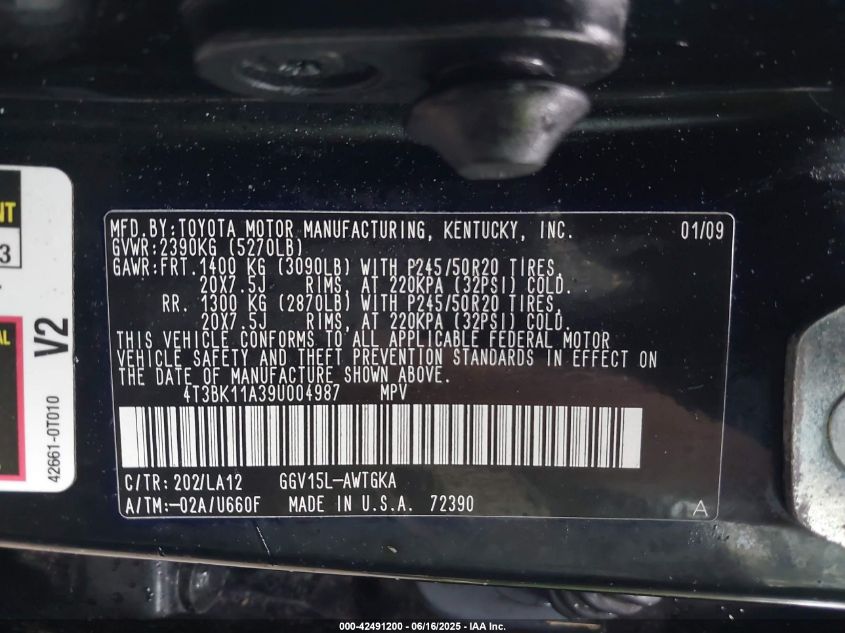 NT
3
AL
V2
42661-0T010
MFD.BY:TOYOTA MOTOR MANUFACTURING, KENTUCKY, INC. 01/09
GVWR:2390KG (5270LB)
GAWR:FRT.1400 KG (3090LB) WITH P245/50R20 TIRES,
20X7.5J RIMS, AT 220KPA (32PSI) COLD.
RR. 1300 KG (2870LB) WITH P245/50R20 TIRES,
20X7.5J RIMS, AT 220KPA (32PSI) COLD.
THIS VEHICLE CONFORMS TO ALL APPLICABLE FEDERAL MOTOR
VEHICLE SAFETY AND THEFT PREVENTION STANDARDS IN EFFECT ON
THE DATE OF MANUFACTURE SHOWN ABOVE.
4T3BK11A39U004987 MPV
C/TR:202/LA12 GGV15L-AWTGKA
A/TM:-02A/U660F MADE IN U.S.A. 72390 A
000-42491200 - 06/16/2025 - IAA Inc.